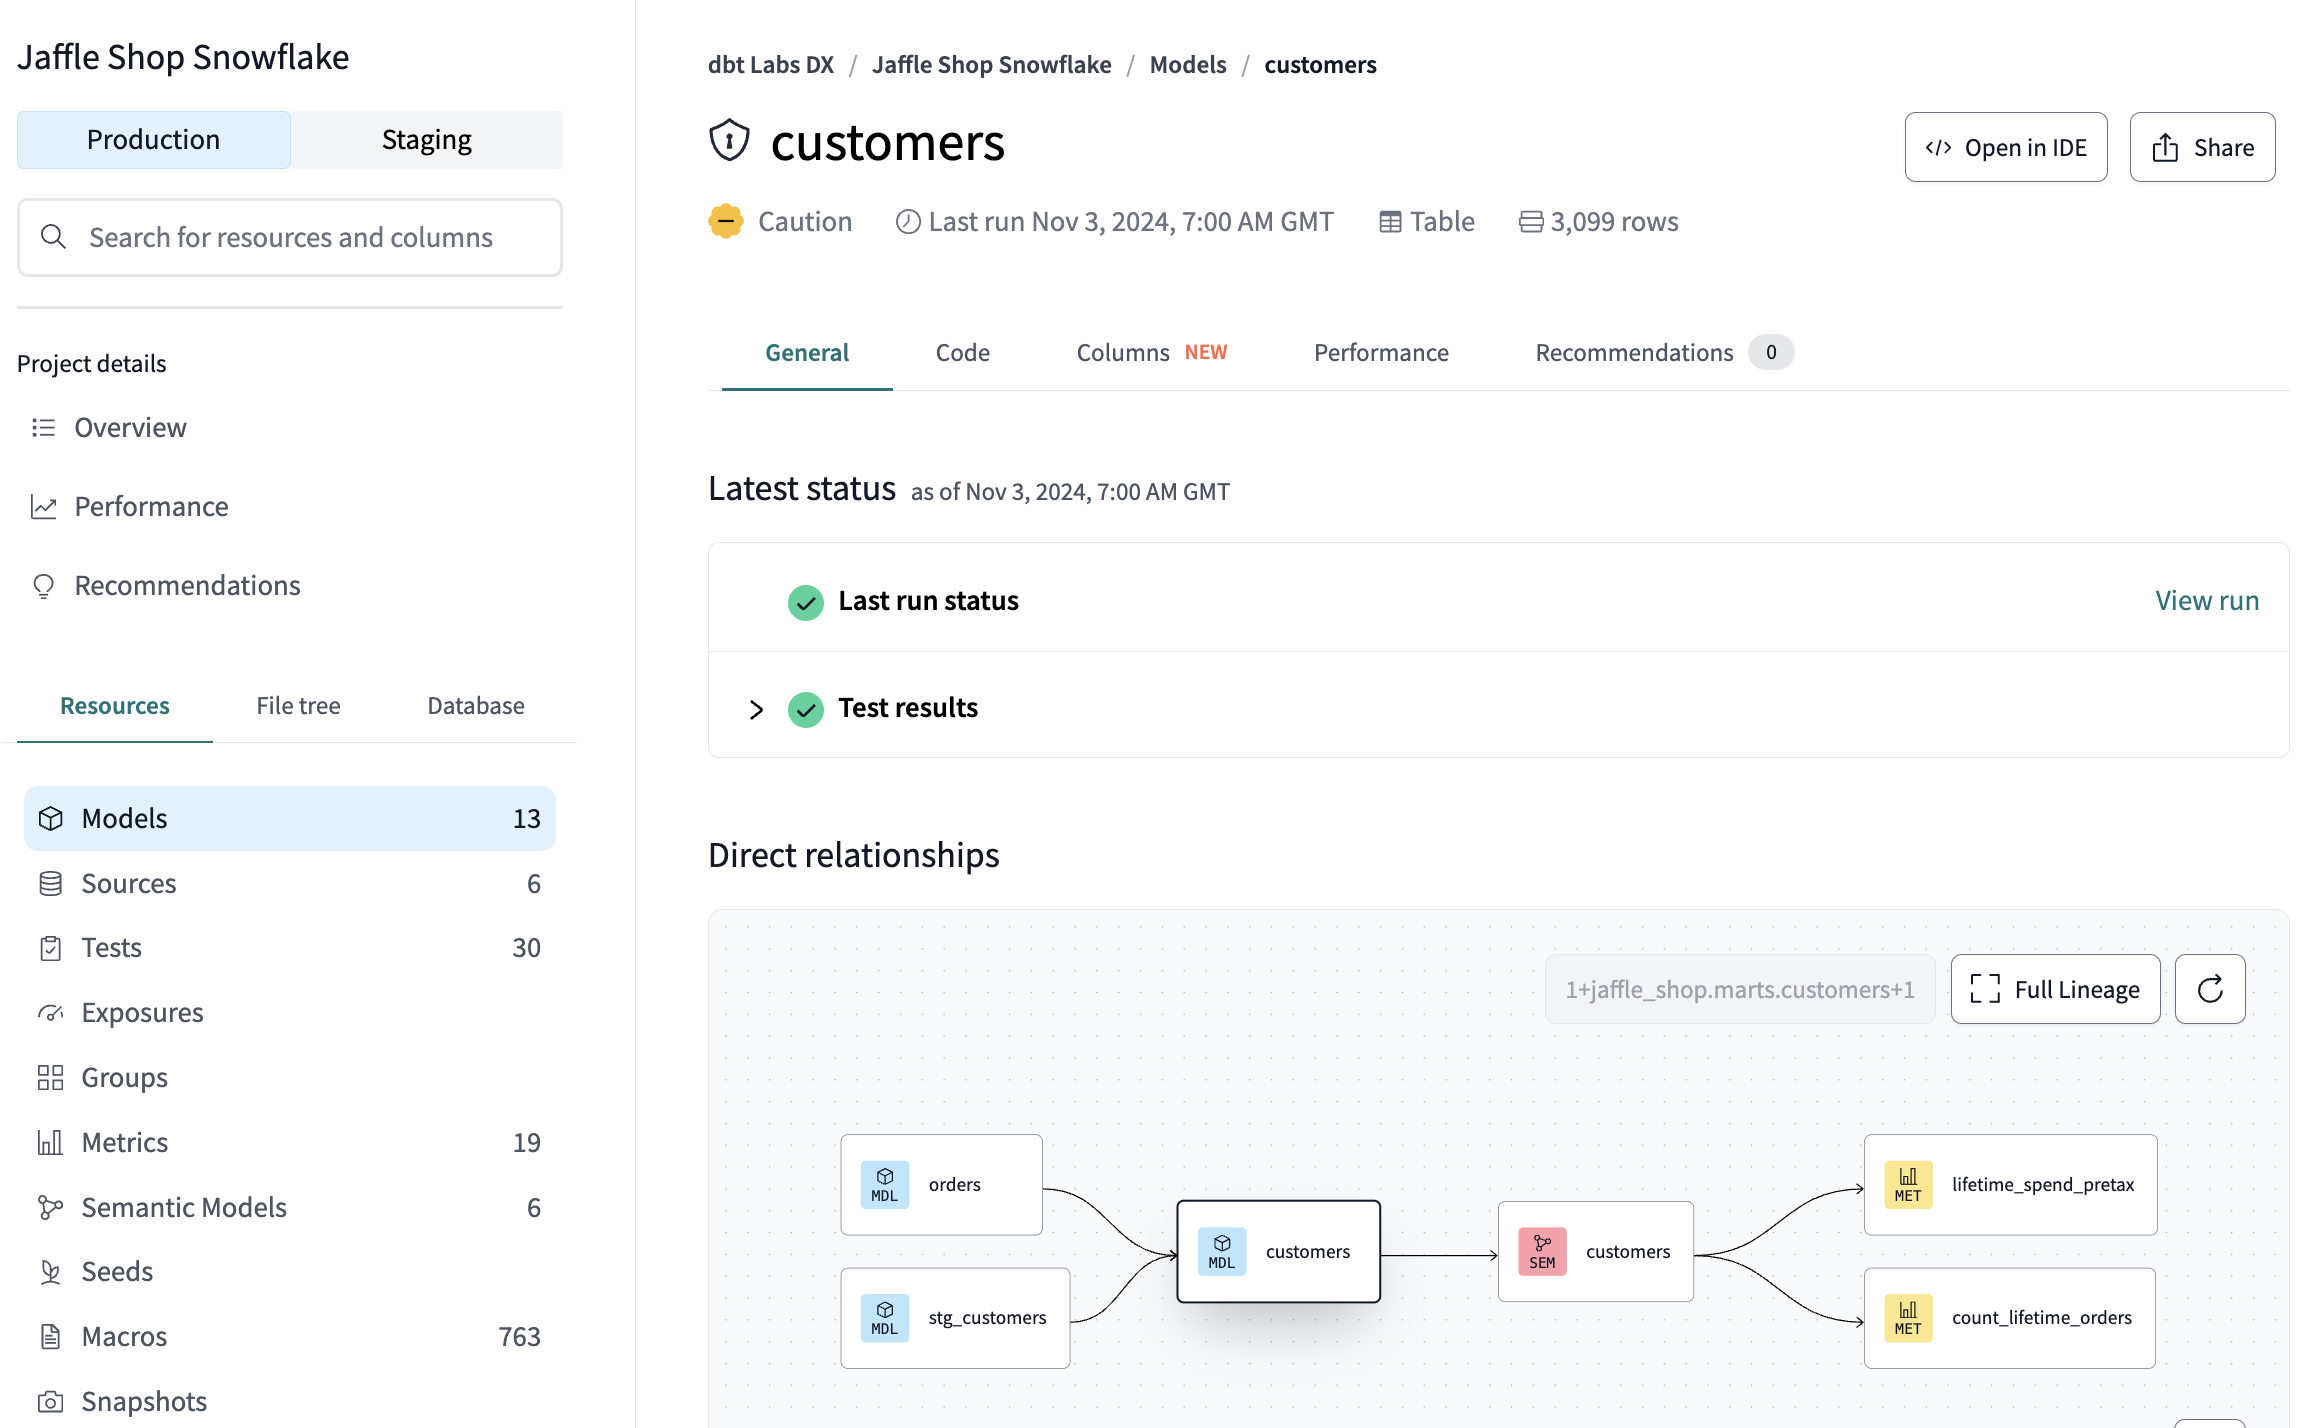 Jaffle Shop Snowflake
Production
Staging
Search for resources and columns
Project details
Overview
Performance
Recommendations
Resources
File tree
Database
Models 13
Sources 6
Tests 30
Exposures
Groups
Metrics 19
Semantic Models 6
Seeds
Macros 763
Snapshots
dbt Labs DX / Jaffle Shop Snowflake / Models / customers
customers
Open in IDE
Share
Caution
Last run Nov 3, 2024, 7:00 AM GMT
Table
3,099 rows
General
Code
Columns NEW
Performance
Recommendations 0
Latest status as of Nov 3, 2024, 7:00 AM GMT
Last run status
View run
Test results
Direct relationships
1+jaffle_shop.marts.customers+1
Full Lineage
MDL orders
MDL stg_customers
MDL customers
SEM customers
MET lifetime_spend_pretax
MET count_lifetime_orders